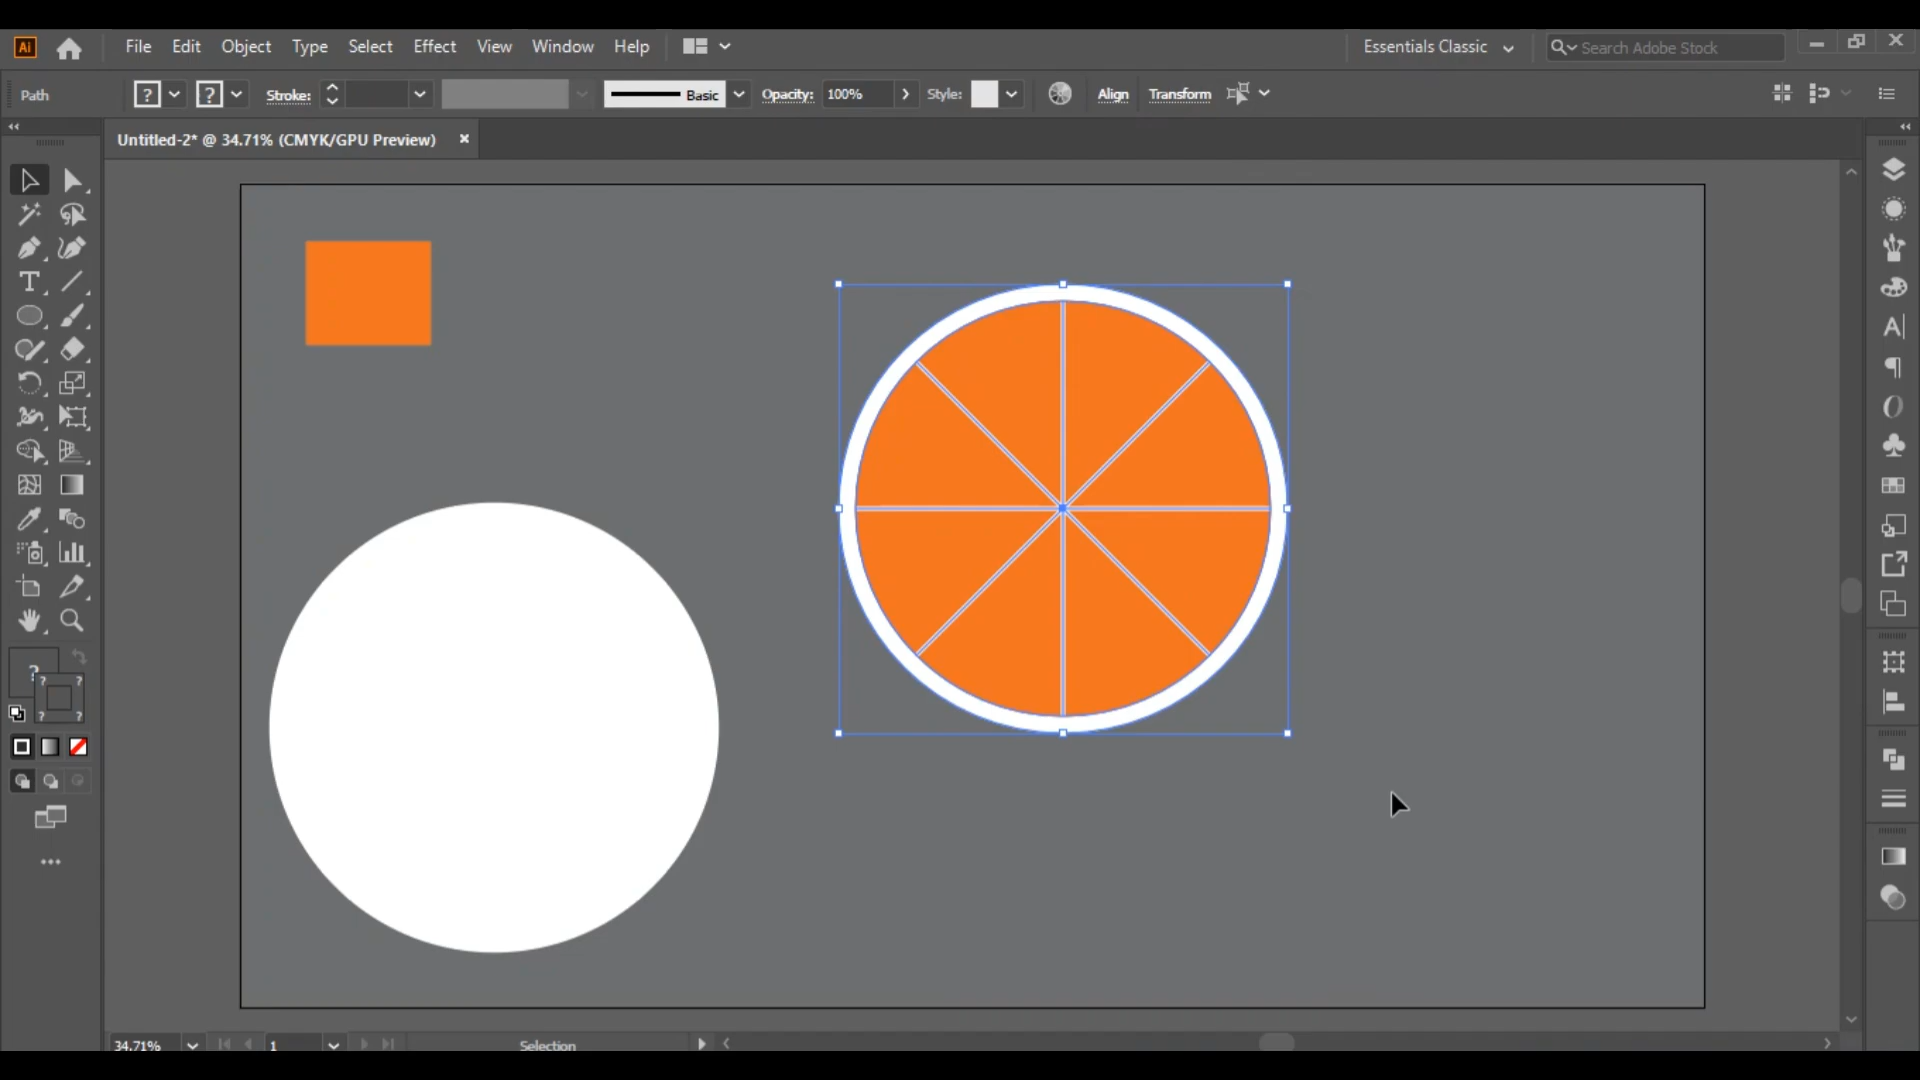 Ai File Edit Object Type Select Effect View Window Help Essentials Classic Search Adobe Stock
Path ? ? Stroke: Basic Opacity: 100% Style: Align Transform
Untitled-2* @ 34.71% (CMYK/GPU Preview) ×
?
? ?
? ?
34.71% 1 Selection